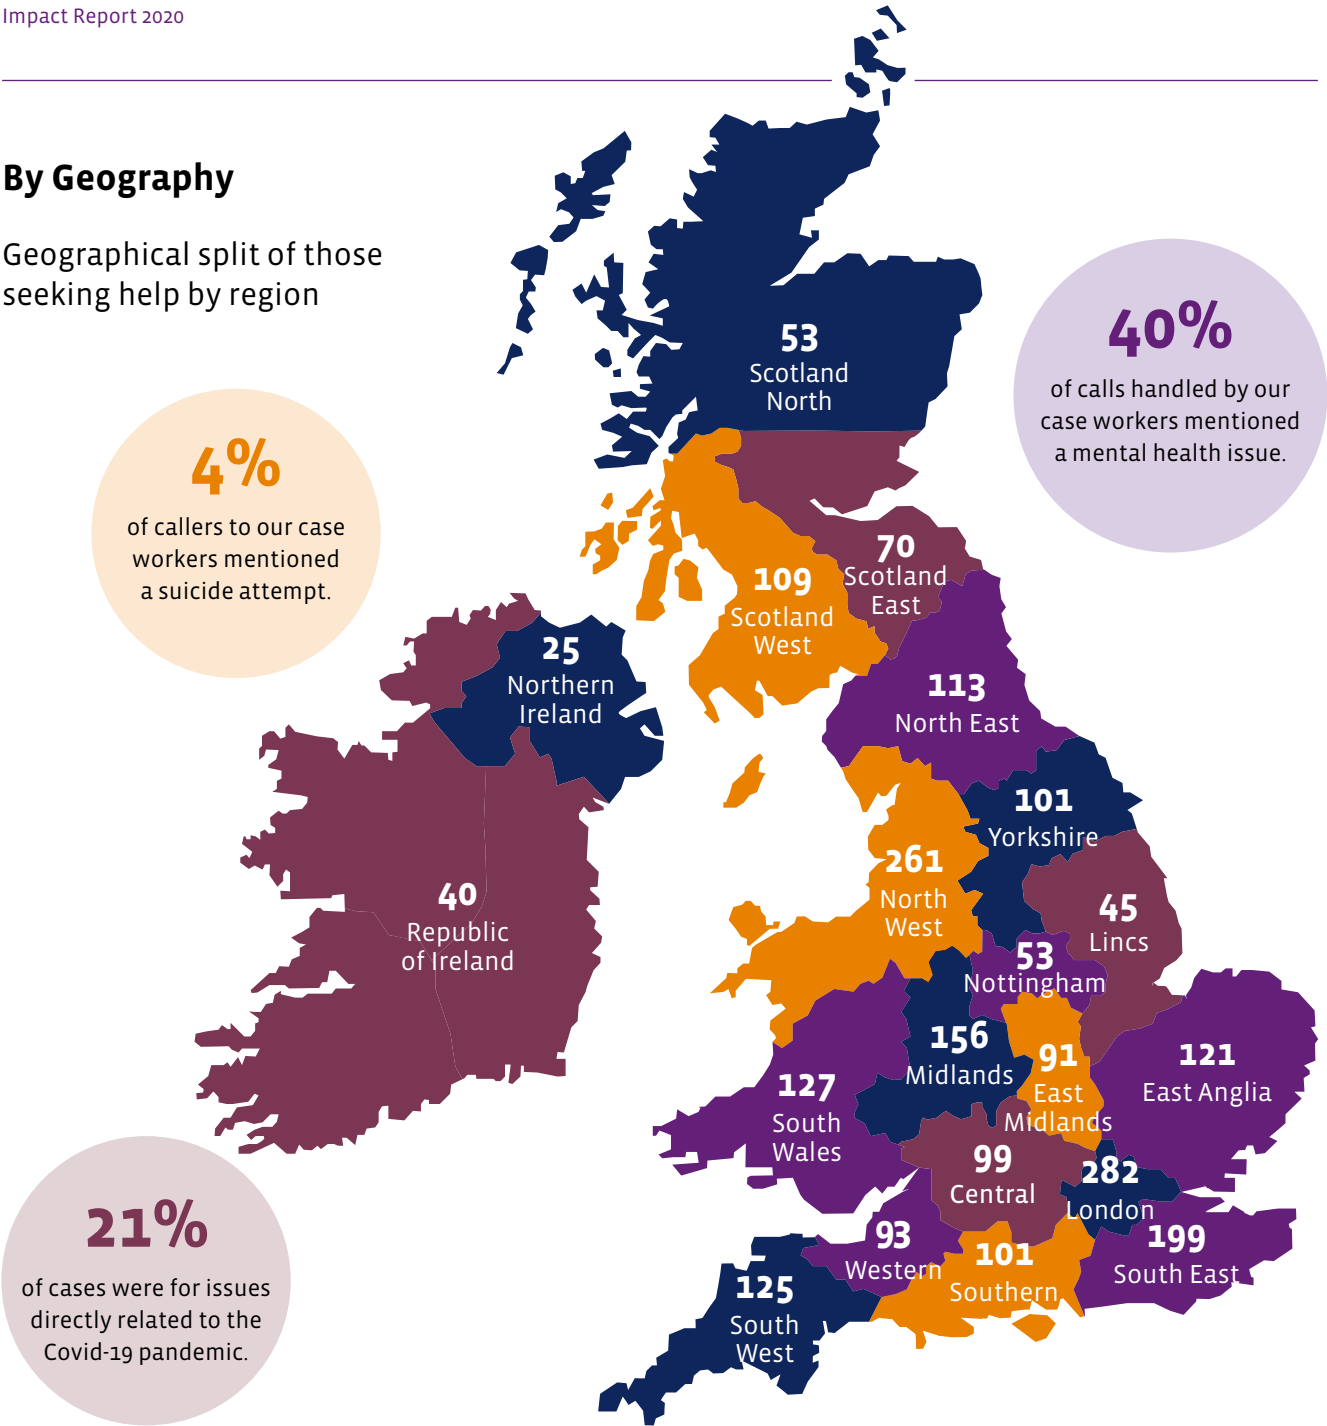 Impact Report 2020
By Geography
Geographical split of those
seeking help by region
40%
of calls handled by our
case workers mentioned
a mental health issue.
4%
of callers to our case
workers mentioned
a suicide attempt.
21%
of cases were for issues
directly related to the
Covid-19 pandemic.
53
Scotland
North
70
Scotland
East
109
Scotland
West
25
Northern
Ireland
113
North East
101
Yorkshire
261
North
West
40
Republic
of Ireland
45
Lincs
53
Nottingham
156
Midlands
91
East
Midlands
121
East Anglia
127
South
Wales
99
Central
282
London
93
Western
101
Southern
199
South East
125
South
West